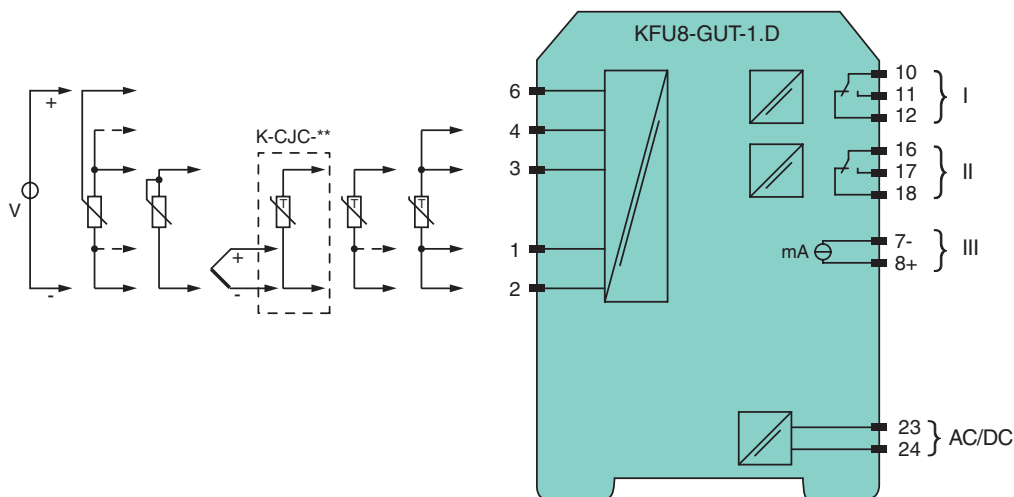 KFU8-GUT-1.D
+
V
-
K-CJC-**
T
T
T
+
-
6
4
3
1
2
10
11
12
I
16
17
18
II
mA
7-
8+
III
23
24
AC/DC